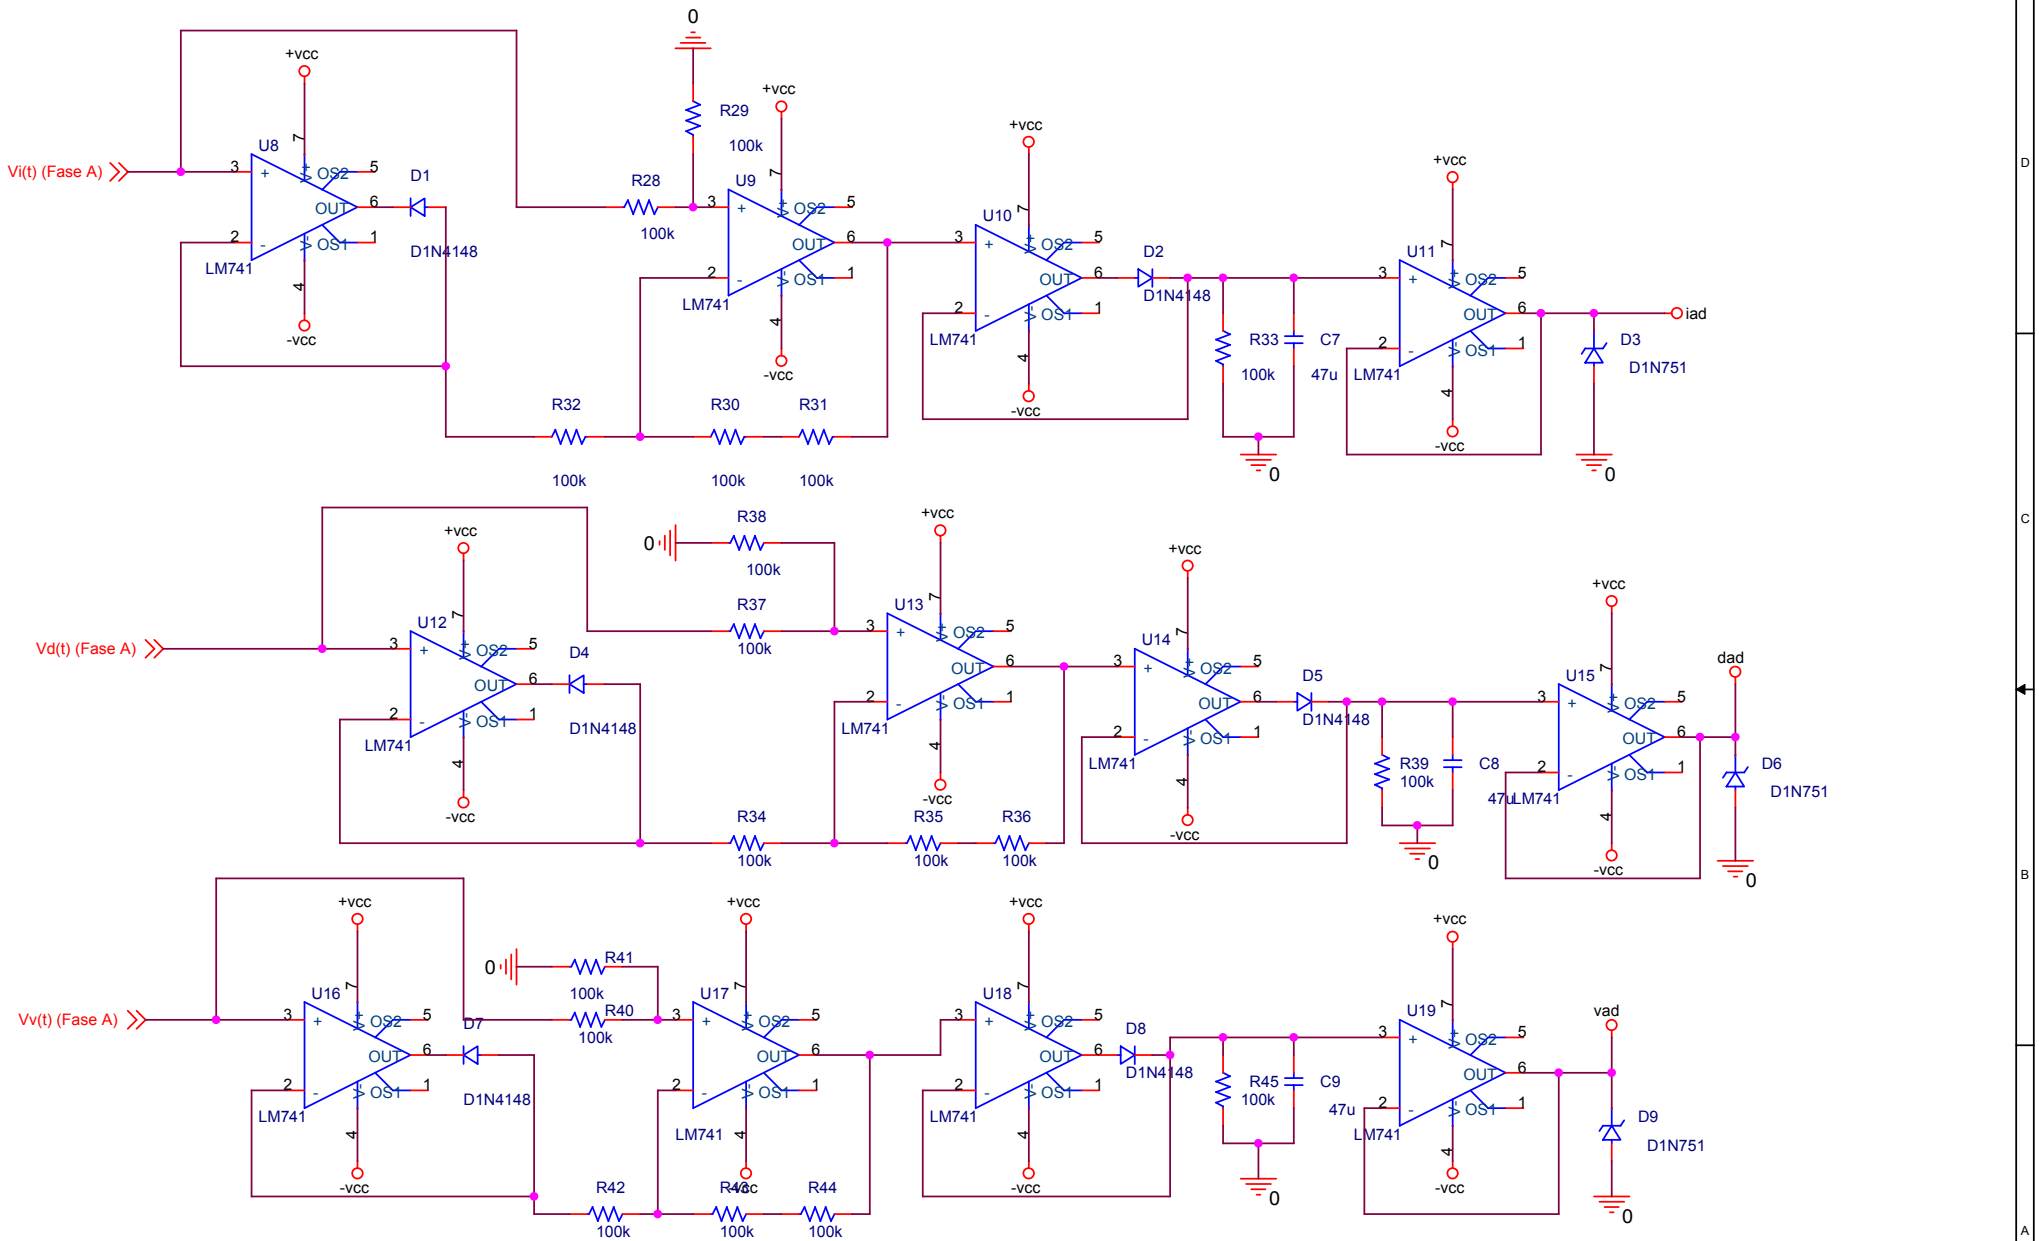 0
+vcc
+vcc
R29
100k
+vcc
+vcc
D
U8
7
D1
R28
U9
7
Vi(t) (Fase A)
3
+
V+
OS2
5
OUT
6
2
-
V-
OS1
1
LM741
4
-vcc
D1N4148
100k
3
+
V+
OS2
5
OUT
6
2
-
V-
OS1
1
LM741
4
-vcc
U10
7
3
+
V+
OS2
5
OUT
6
2
-
V-
OS1
1
LM741
4
-vcc
D2
D1N4148
R33
100k
C7
47u
U11
7
3
+
V+
OS2
5
OUT
6
2
-
V-
OS1
1
LM741
4
-vcc
iad
D3
D1N751
R32
100k
R30
100k
R31
100k
0
0
+vcc
+vcc
+vcc
+vcc
C
0
R38
100k
R37
100k
Vd(t) (Fase A)
U12
7
3
+
V+
OS2
5
OUT
6
2
-
V-
OS1
1
LM741
4
-vcc
D4
D1N4148
U13
7
3
+
V+
OS2
5
OUT
6
2
-
V-
OS1
1
LM741
4
-vcc
U14
7
3
+
V+
OS2
5
OUT
6
2
-
V-
OS1
1
LM741
4
-vcc
D5
D1N4148
R39
100k
C8
47u
U15
7
3
+
V+
OS2
5
OUT
6
2
-
V-
OS1
1
LM741
4
-vcc
dad
D6
D1N751
R34
100k
R35
100k
R36
100k
0
0
B
+vcc
+vcc
+vcc
+vcc
0
R41
100k
R40
100k
Vv(t) (Fase A)
U16
7
3
+
V+
OS2
5
OUT
6
2
-
V-
OS1
1
LM741
4
-vcc
D7
D1N4148
U17
7
3
+
V+
OS2
5
OUT
6
2
-
V-
OS1
1
LM741
4
-vcc
U18
7
3
+
V+
OS2
5
OUT
6
2
-
V-
OS1
1
LM741
4
-vcc
D8
D1N4148
R45
100k
C9
47u
U19
7
3
+
V+
OS2
5
OUT
6
2
-
V-
OS1
1
LM741
4
-vcc
vad
D9
D1N751
R42
100k
R43
100k
R44
100k
0
0
A